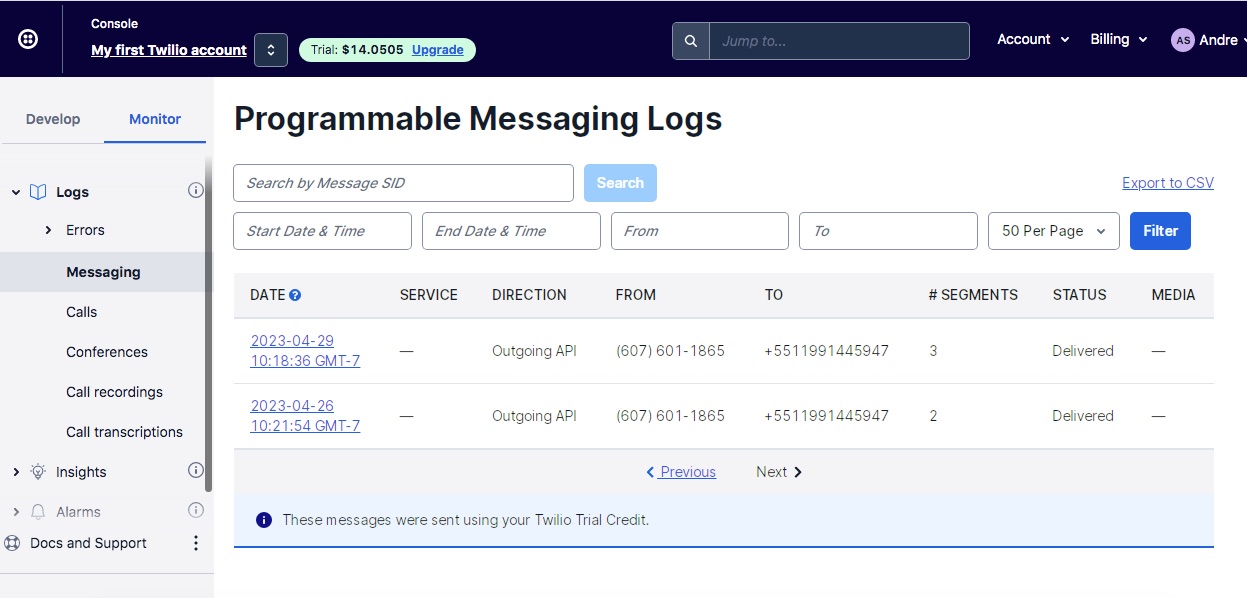 Console
My first Twilio account
Trial: $14.0505 Upgrade
Jump to...
Account
Billing
AS Andre
Develop Monitor
Logs
Errors
Messaging
Calls
Conferences
Call recordings
Call transcriptions
Insights
Alarms
Docs and Support
Programmable Messaging Logs
Search by Message SID Search Export to CSV
Start Date & Time End Date & Time From To 50 Per Page Filter
DATE SERVICE DIRECTION FROM TO # SEGMENTS STATUS MEDIA
2023-04-29
10:18:36 GMT-7 — Outgoing API (607) 601-1865 +5511991445947 3 Delivered —
2023-04-26
10:21:54 GMT-7 — Outgoing API (607) 601-1865 +5511991445947 2 Delivered —
Previous Next
These messages were sent using your Twilio Trial Credit.